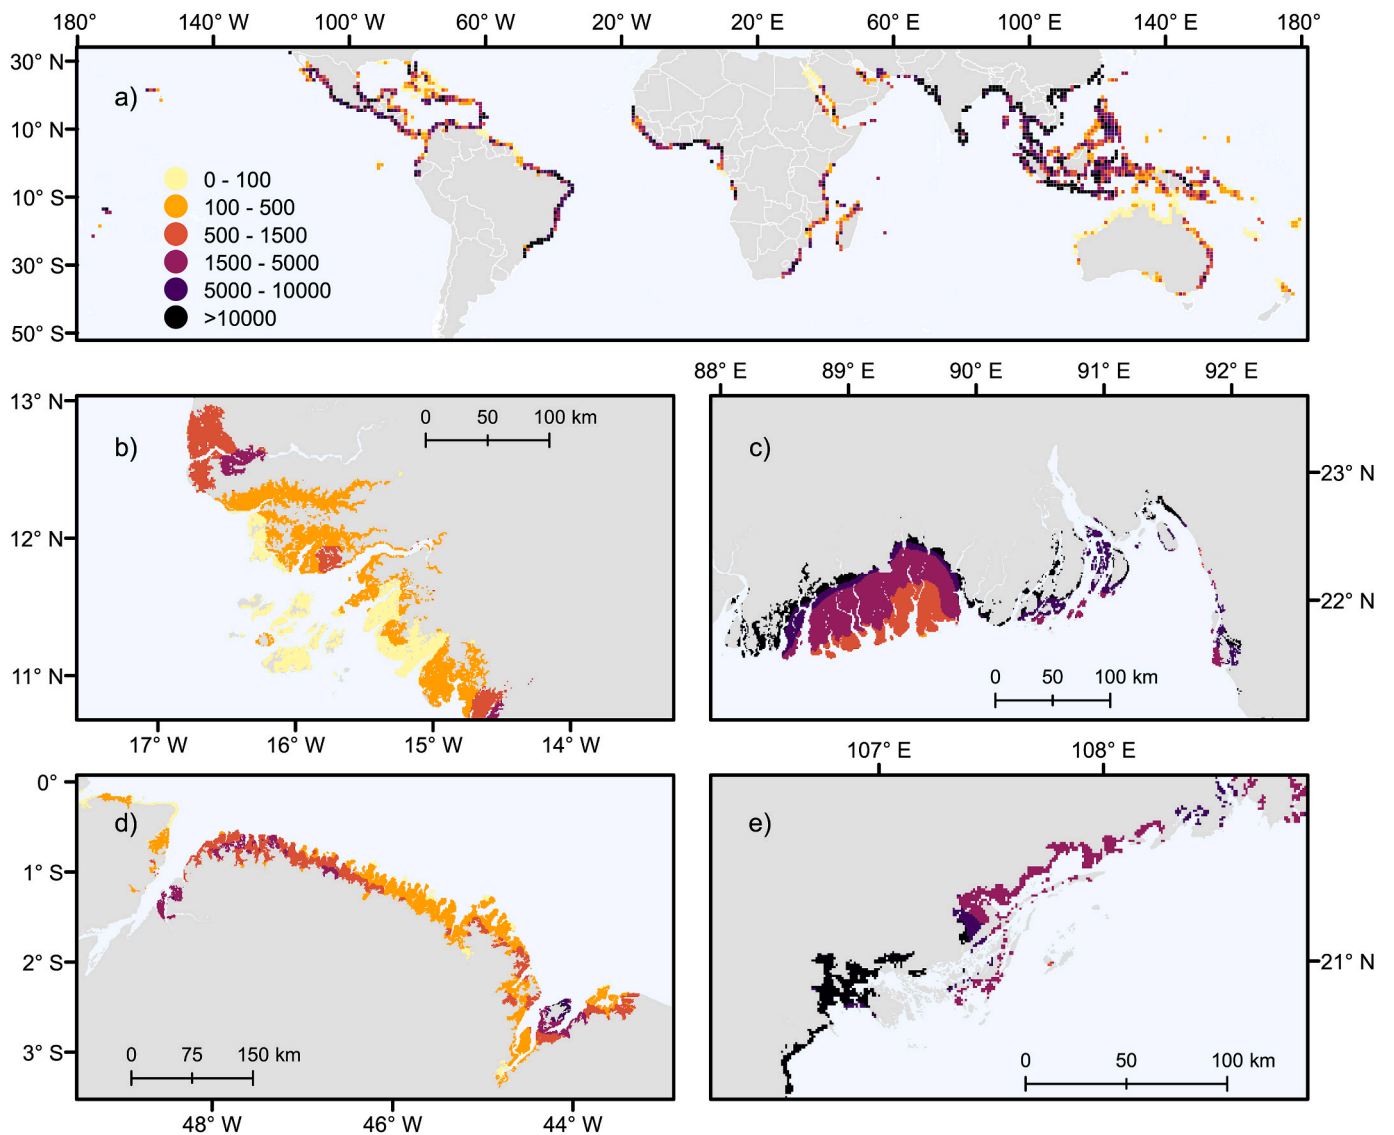 180° 140° W 100° W 60° W 20° W 20° E 60° E 100° E 140° E 180°
30° N
10° N
10° S
30° S
50° S
a)
0 - 100
100 - 500
500 - 1500
1500 - 5000
5000 - 10000
>10000
13° N
12° N
11° N
b)
0 50 100 km
17° W 16° W 15° W 14° W
88° E 89° E 90° E 91° E 92° E
c)
23° N
22° N
0 50 100 km
0°
1° S
2° S
3° S
d)
0 75 150 km
48° W 46° W 44° W
107° E 108° E
e)
21° N
0 50 100 km